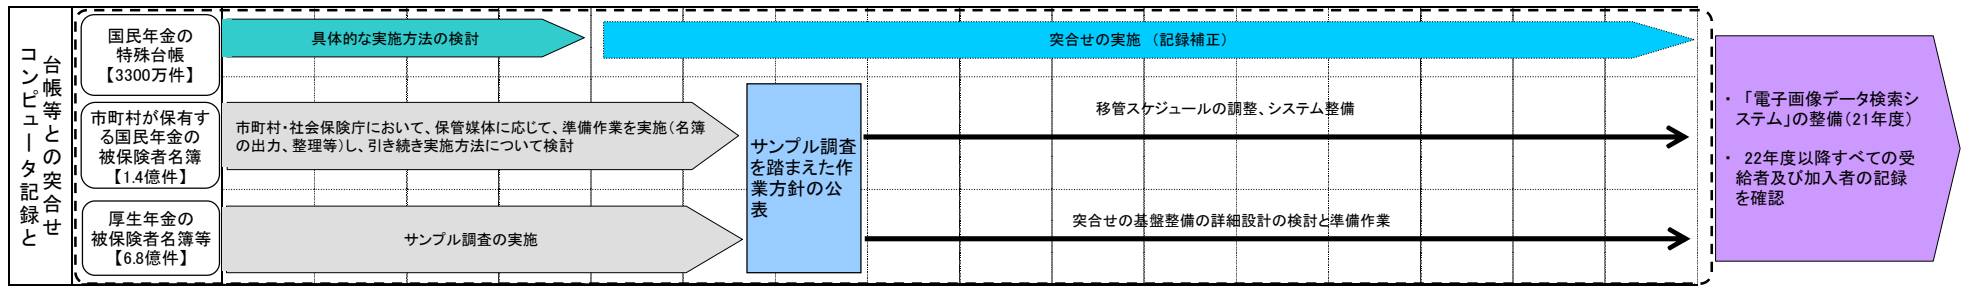 コンピュータ記録と
台帳等との突合せ
国民年金の
特殊台帳
【3300万件】
具体的な実施方法の検討
突合せの実施 (記録補正)
市町村が保有す
る国民年金の
被保険者名簿
【1.4億件】
市町村・社会保険庁において、保管媒体に応じて、準備作業を実施(名簿
の出力、整理等)し、引き続き実施方法について検討
サンプル調査
を踏まえた作
業方針の公
表
移管スケジュールの調整、システム整備
厚生年金の
被保険者名簿等
【6.8億件】
サンプル調査の実施
突合せの基盤整備の詳細設計の検討と準備作業
・ 「電子画像データ検索シ
ステム」の整備(21年度)
・ 22年度以降すべての受
給者及び加入者の記録
を確認